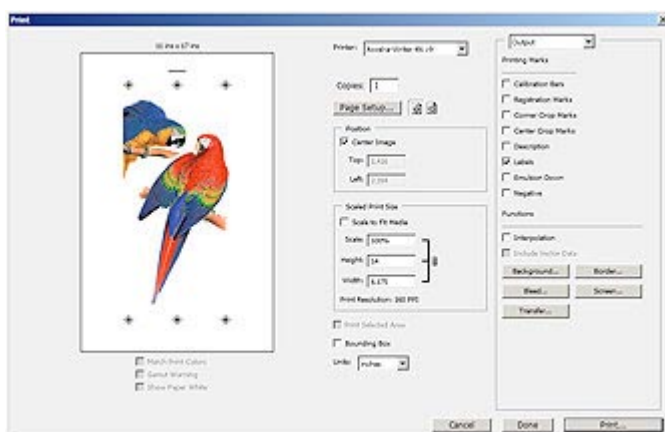 Print
Printer:
Copies: 1
Page Setup...
Position
Center Image
Top:
Left:
Scaled Print Size
Scale to Fit Media
Scale: 100%
Height: 14
Width: 6.175
Print Resolution: 360 PPI
Print Selected Area
Bounding Box
Units: inches
Match Print Colors
Gamut Warning
Show Paper White
Output
Printing Marks
Calibration Bars
Registration Marks
Corner Crop Marks
Center Crop Marks
Description
Labels
Emulsion Down
Negative
Functions
Interpolation
Include Vector Data
Background... Border...
Bleed... Screen...
Transfer...
Cancel Done Print...